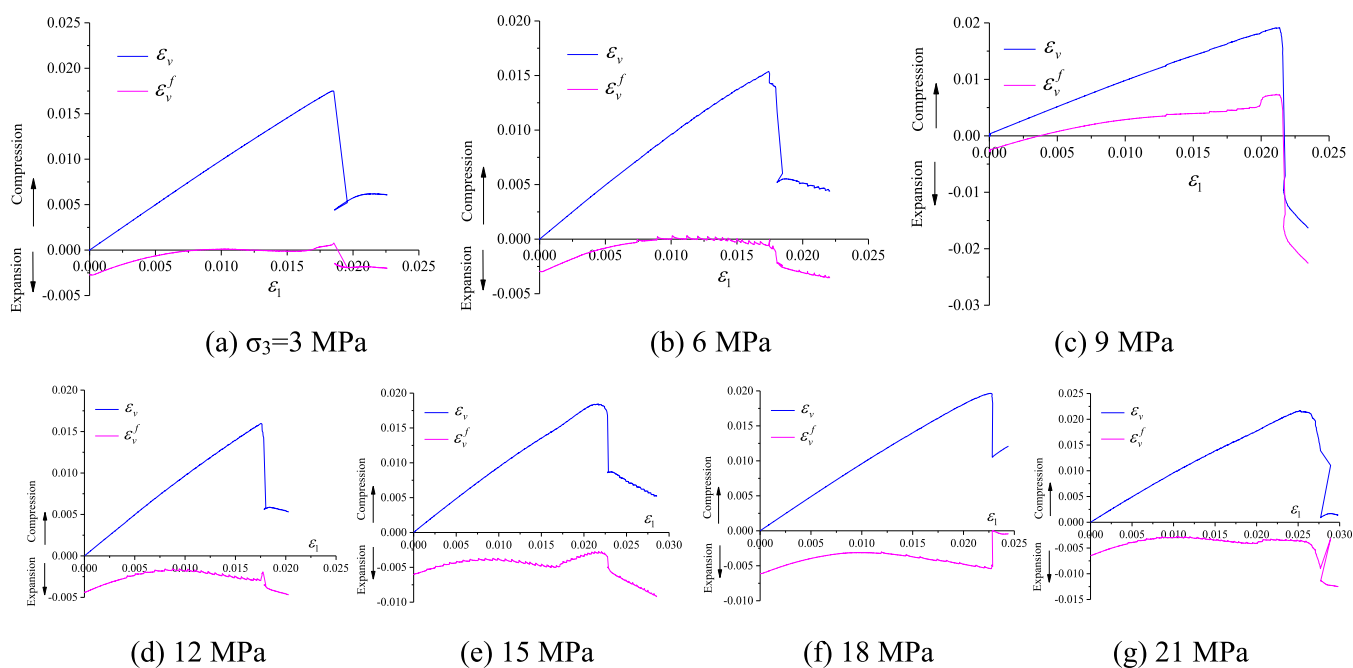 0.025
0.020
0.015
0.010
0.005
0.000
-0.005
0.000 0.005 0.010 0.015 0.020 0.025
εv
εvf
ε1
Compression
Expansion
(a) σ3=3 MPa
0.020
0.015
0.010
0.005
0.000
-0.005
0.000 0.005 0.010 0.015 0.020 0.025
εv
εvf
ε1
Compression
Expansion
(b) 6 MPa
0.02
0.01
0.00
-0.01
-0.02
-0.03
0.000 0.005 0.010 0.015 0.020 0.025
εv
εvf
ε1
Compression
Expansion
(c) 9 MPa
0.020
0.015
0.010
0.005
0.000
-0.005
0.000 0.005 0.010 0.015 0.020 0.025
εv
εvf
ε1
Compression
Expansion
(d) 12 MPa
0.020
0.015
0.010
0.005
0.000
-0.005
-0.010
0.000 0.005 0.010 0.015 0.020 0.025 0.030
εv
εvf
ε1
Compression
Expansion
(e) 15 MPa
0.020
0.015
0.010
0.005
0.000
-0.005
-0.010
0.000 0.005 0.010 0.015 0.020 0.025
εv
εvf
ε1
Compression
Expansion
(f) 18 MPa
0.025
0.020
0.015
0.010
0.005
0.000
-0.005
-0.010
-0.015
0.000 0.005 0.010 0.015 0.020 0.025 0.030
εv
εvf
ε1
Compression
Expansion
(g) 21 MPa